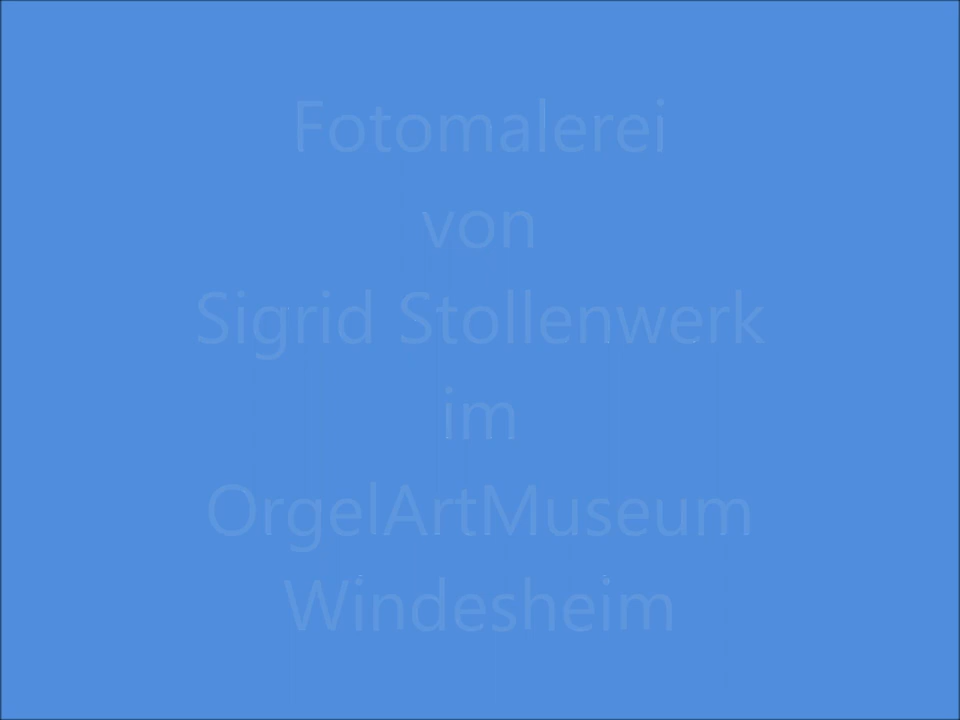 Fotomalerei
von
Sigrid Stollenwerk
im
OrgelArtMuseum
Windesheim